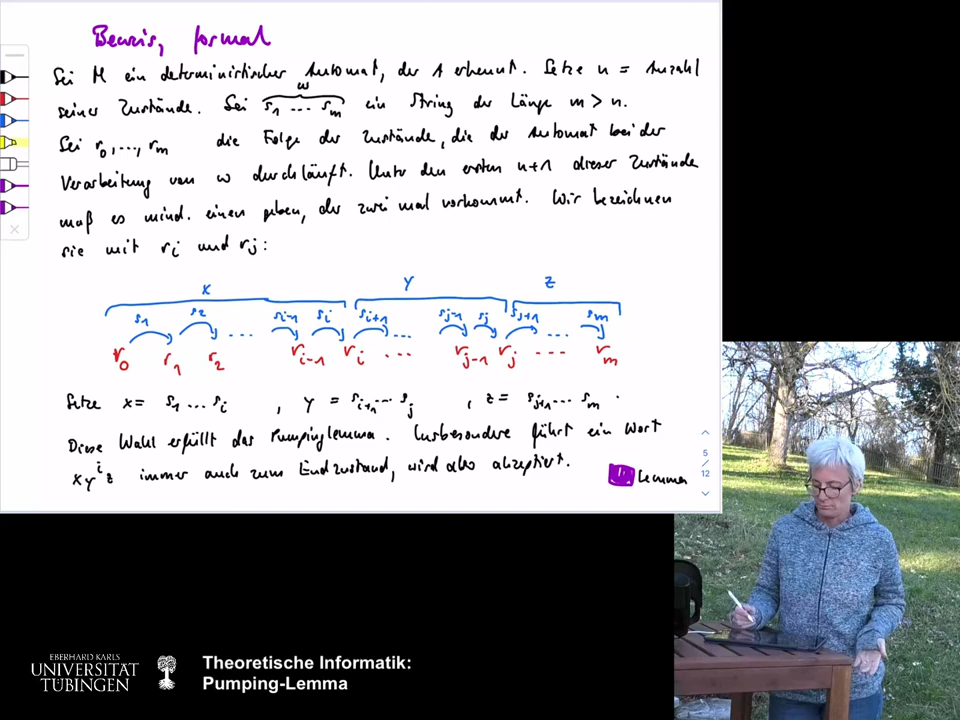 Beweis, formal
Sei M ein deterministischer Automat, der A erkennt. Setze n = Anzahl
w
seiner Zustände. Sei s1 ... sm ein String der Länge m > n.
Sei r0, ..., rm die Folge der Zustände, die der Automat bei der
Verarbeitung von w durchläuft. Unter den ersten n+1 dieser Zustände
muß es mind. einen geben, der zwei mal vorkommt. Wir bezeichnen
sie mit ri und rj:
x y z
s1 s2 ... si-1 si si+1 ... sj-1 sj sj+1 ... sm
r0 r1 r2 ri-1 ri ... rj-1 rj ... rm
Setze x = s1 ... si , y = si+1 ... sj , z = sj+1 ... sm .
Diese Wahl erfüllt das Pumpinglemma. Insbesondere führt ein Wort
xy^i z immer auch zum Endzustand, wird also akzeptiert.
Lemma
5
/
12
EBERHARD KARLS
UNIVERSITÄT
TÜBINGEN
Theoretische Informatik:
Pumping-Lemma